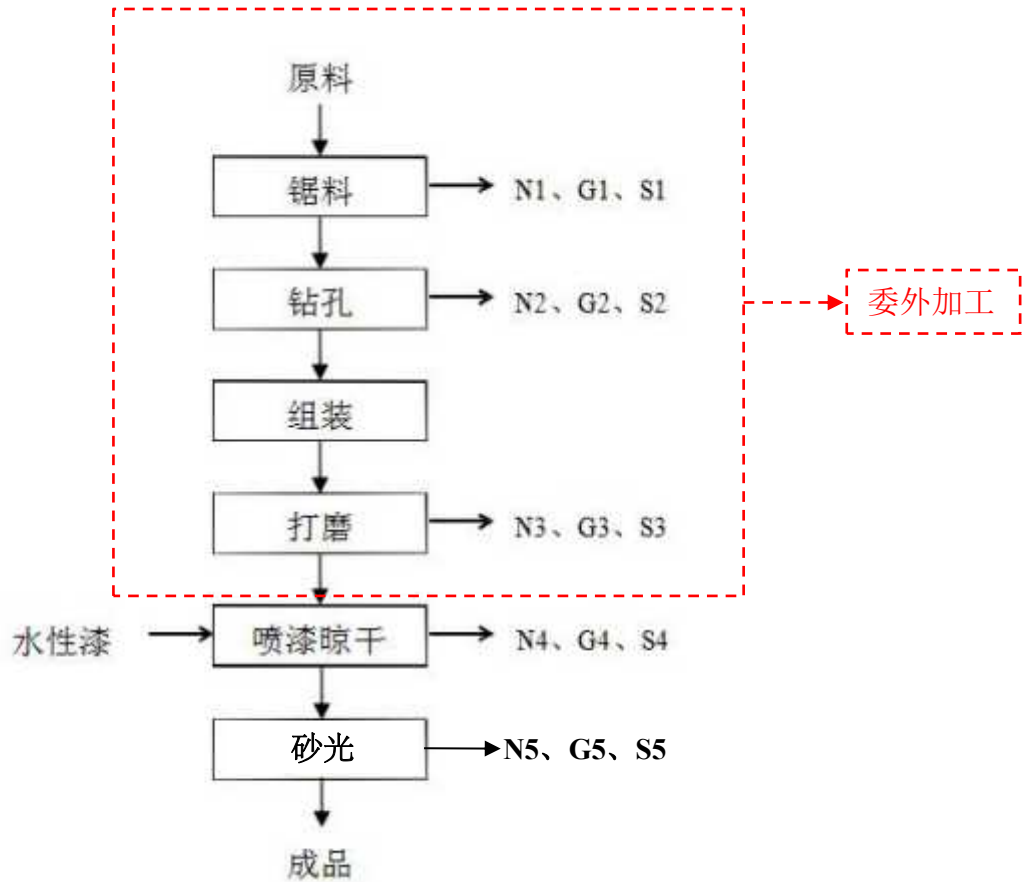 原料
锯料
N1、G1、S1
钻孔
N2、G2、S2
委外加工
组装
打磨
N3、G3、S3
水性漆
喷漆晾干
N4、G4、S4
砂光
N5、G5、S5
成品